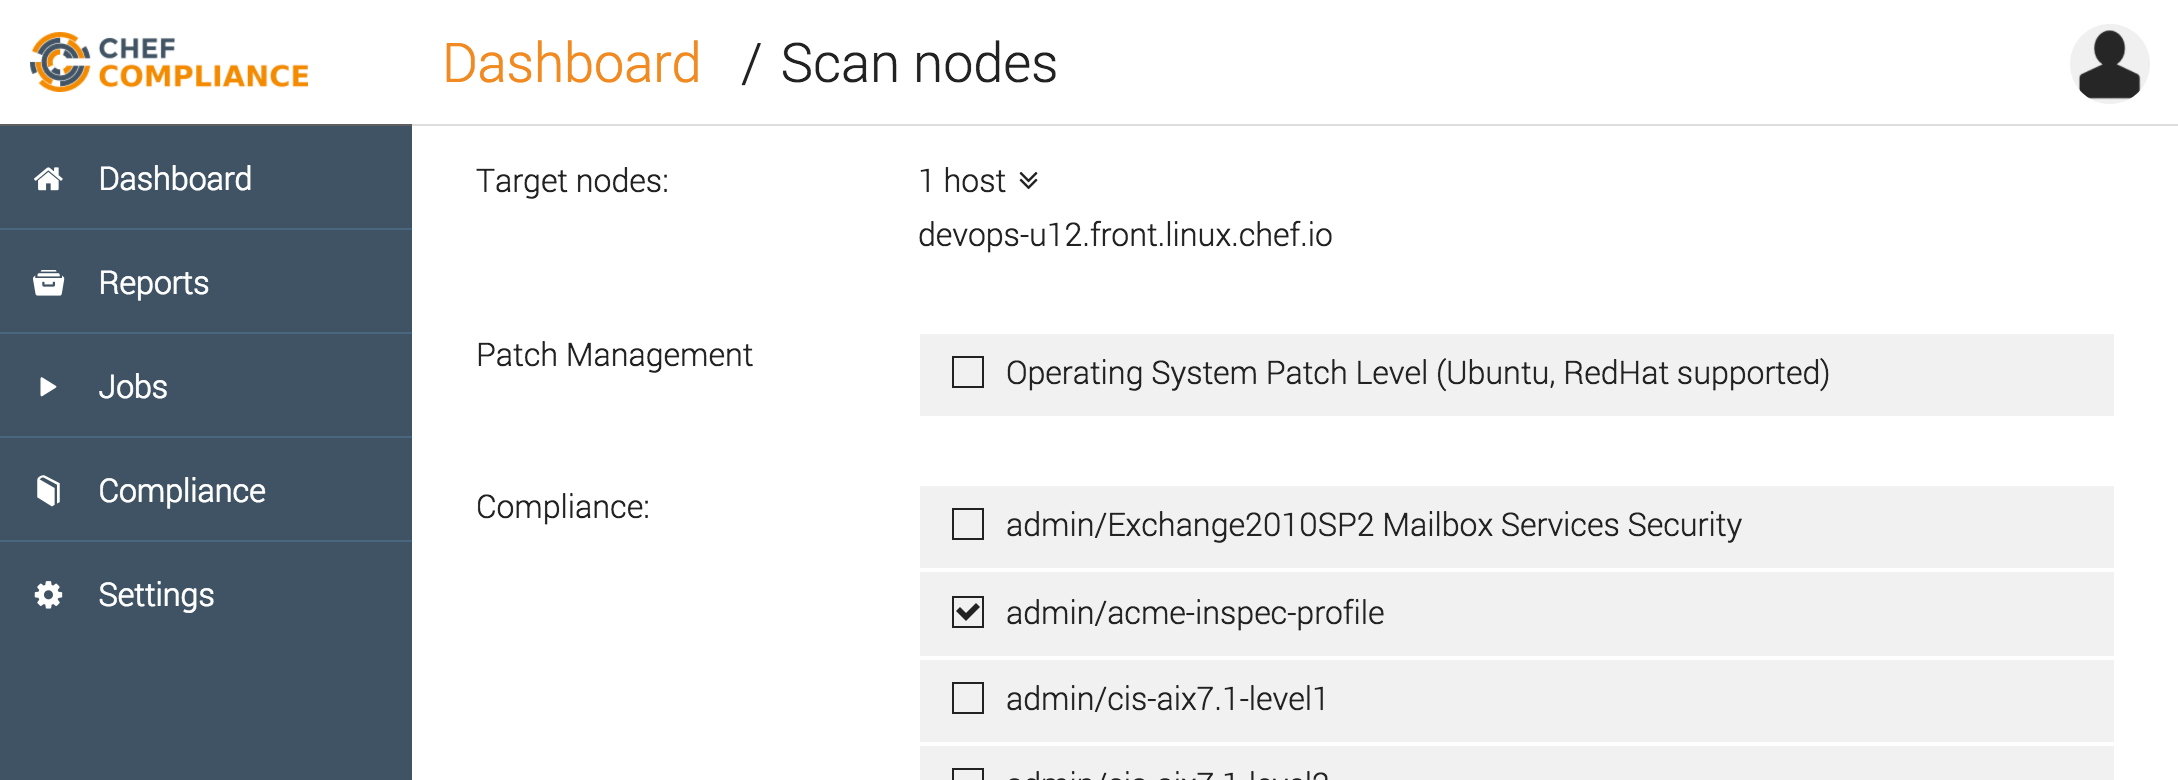 CHEF
COMPLIANCE
Dashboard / Scan nodes
Dashboard
Reports
Jobs
Compliance
Settings
Target nodes:
1 host
devops-u12.front.linux.chef.io
Patch Management
Operating System Patch Level (Ubuntu, RedHat supported)
Compliance:
admin/Exchange2010SP2 Mailbox Services Security
admin/acme-inspec-profile
admin/cis-aix7.1-level1